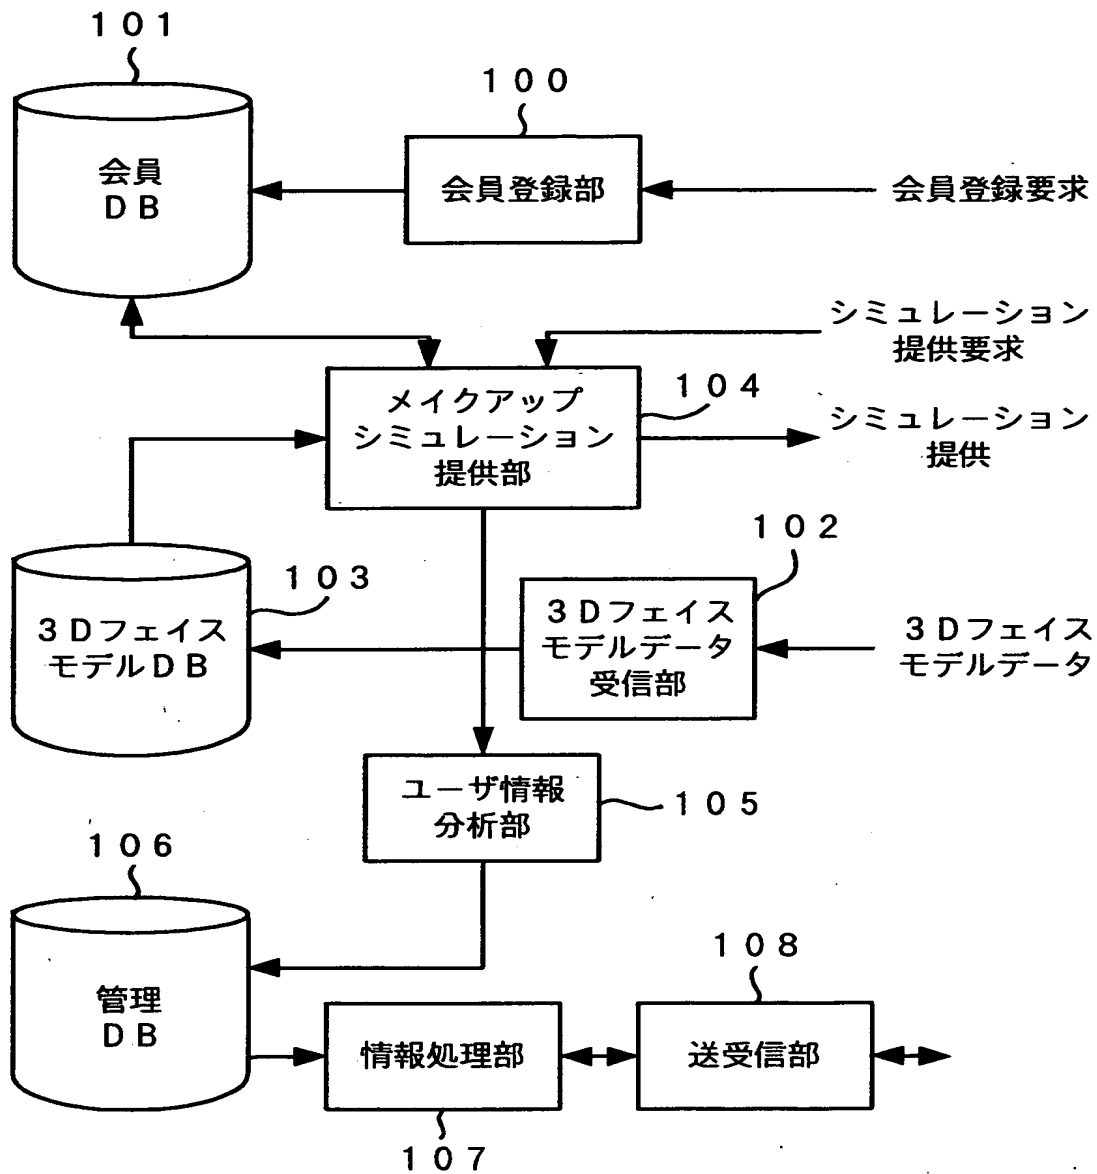 １０１
１００
会員
ＤＢ
会員登録部
会員登録要求
シミュレーション
提供要求
１０４
メイクアップ
シミュレーション
提供部
シミュレーション
提供
１０２
１０３
３Ｄフェイス
モデルＤＢ
３Ｄフェイス
モデルデータ
受信部
３Ｄフェイス
モデルデータ
ユーザ情報
分析部
１０５
１０６
１０８
管理
ＤＢ
情報処理部
送受信部
１０７